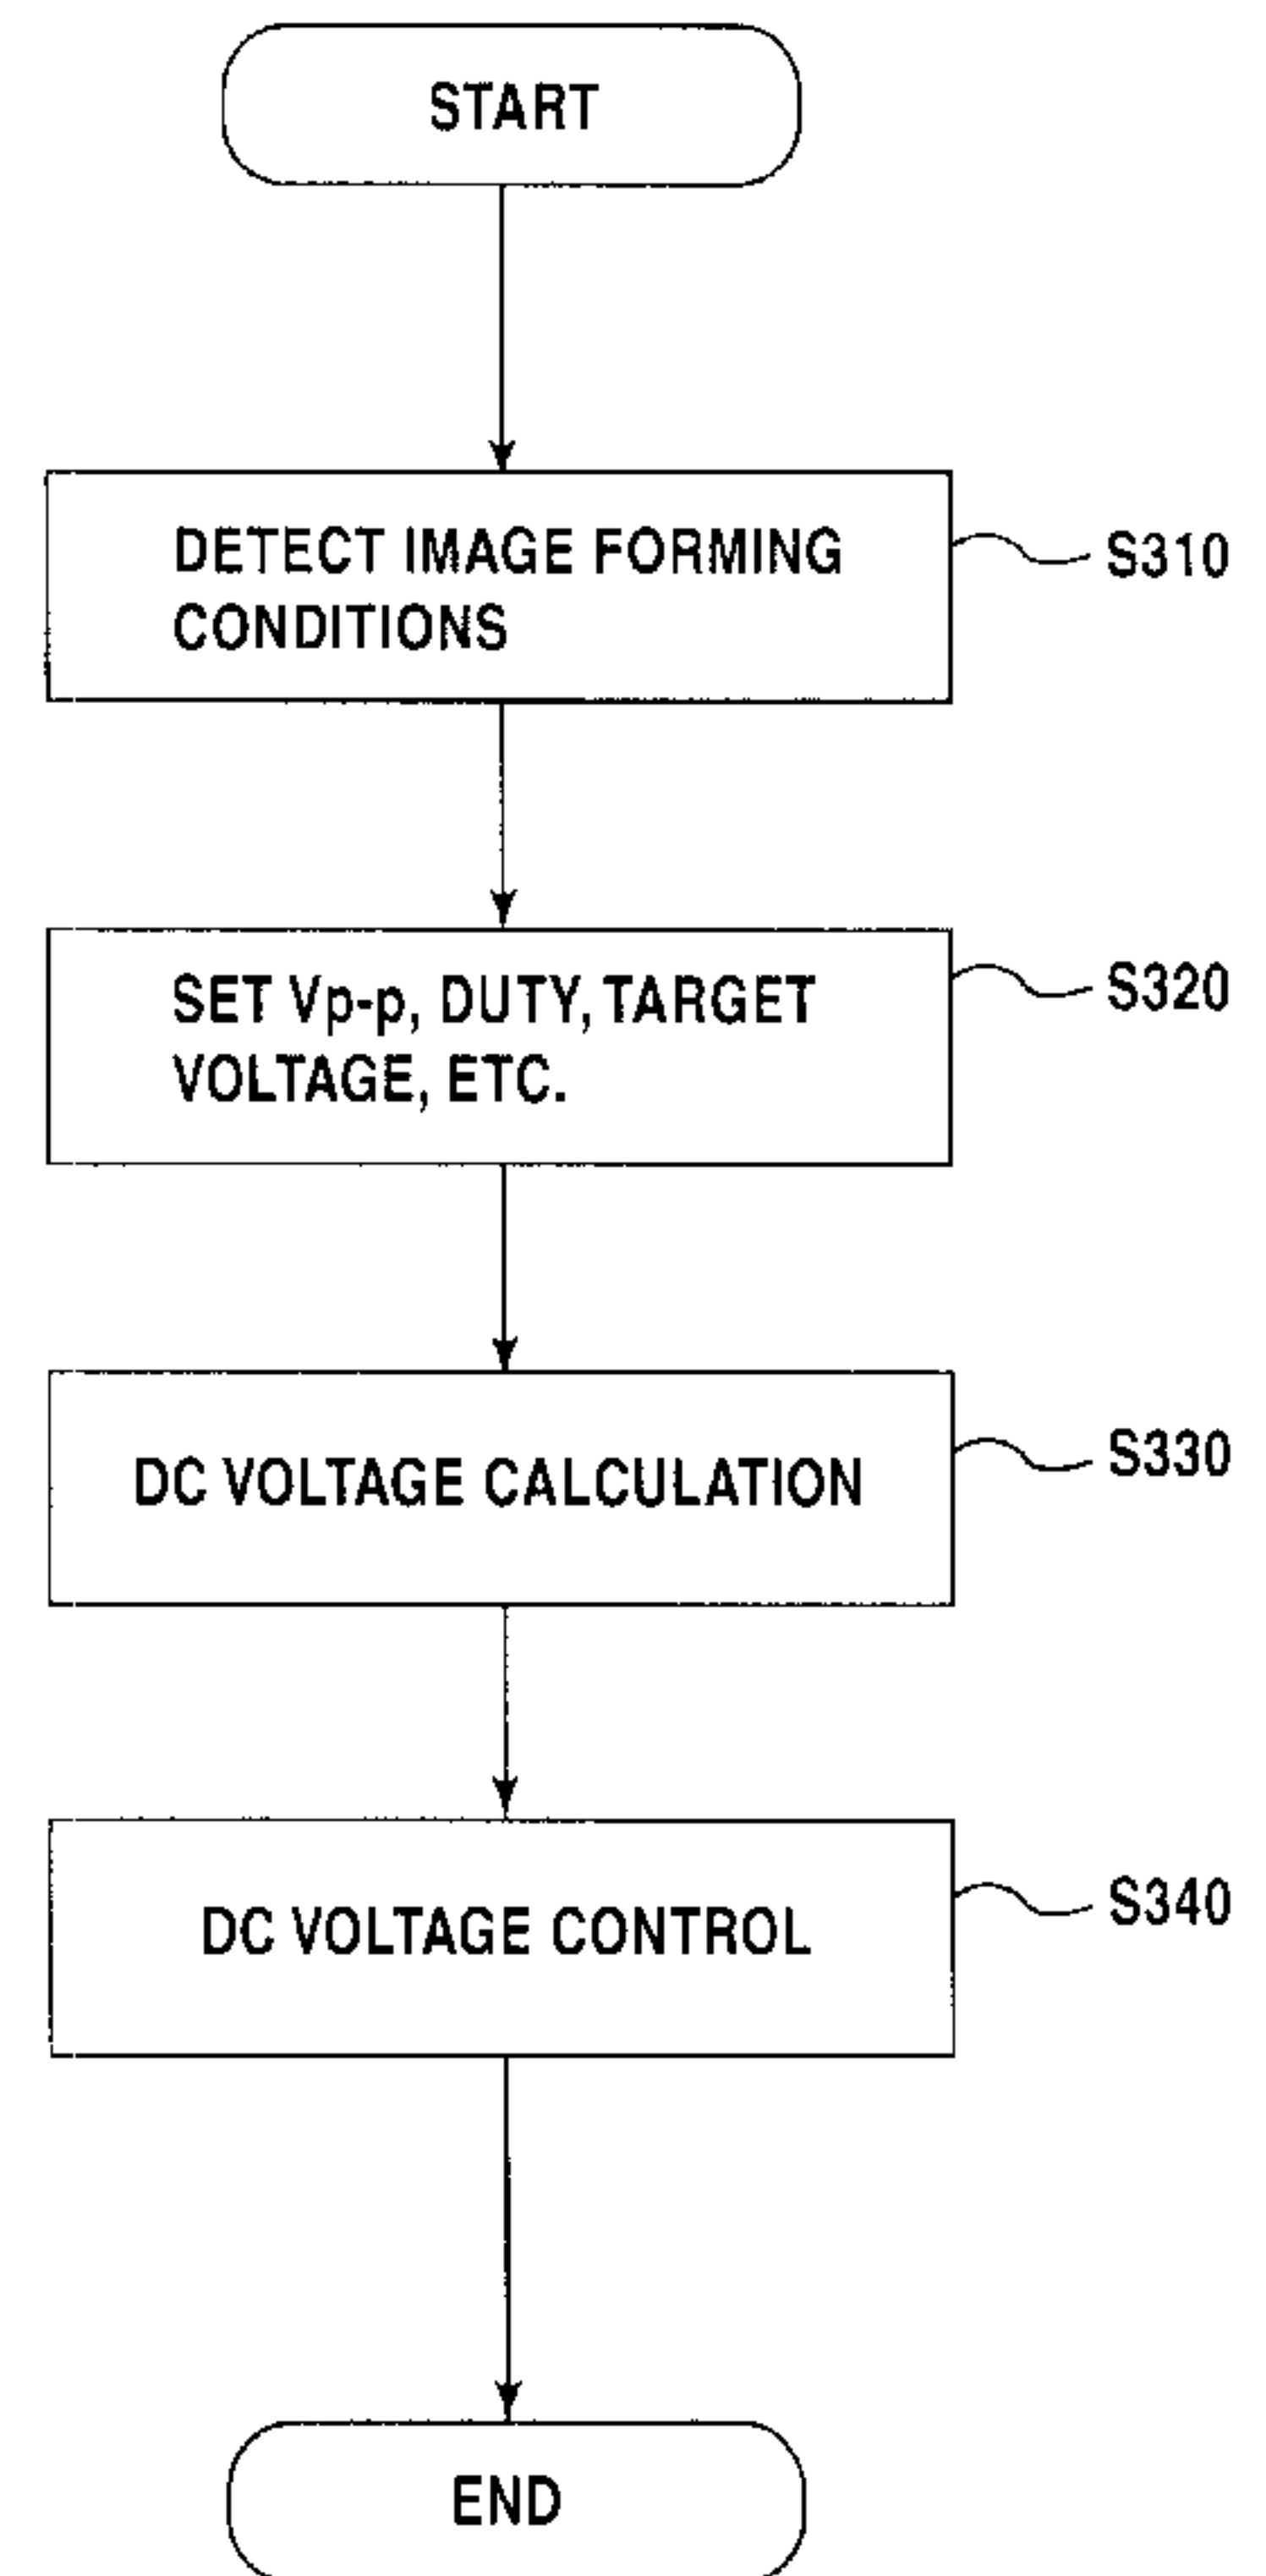 START
DETECT IMAGE FORMING
CONDITIONS
S310
SET Vp-p, DUTY, TARGET
VOLTAGE, ETC.
S320
DC VOLTAGE CALCULATION
S330
DC VOLTAGE CONTROL
S340
END